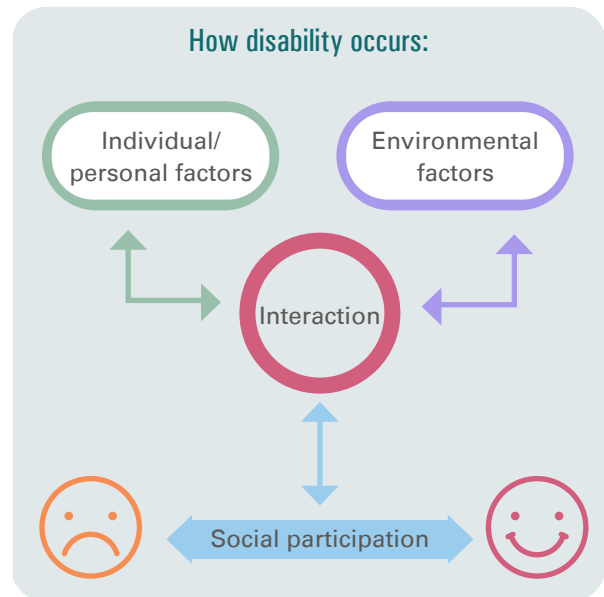 How disability occurs:
Individual/
personal factors
Environmental
factors
Interaction
Social participation